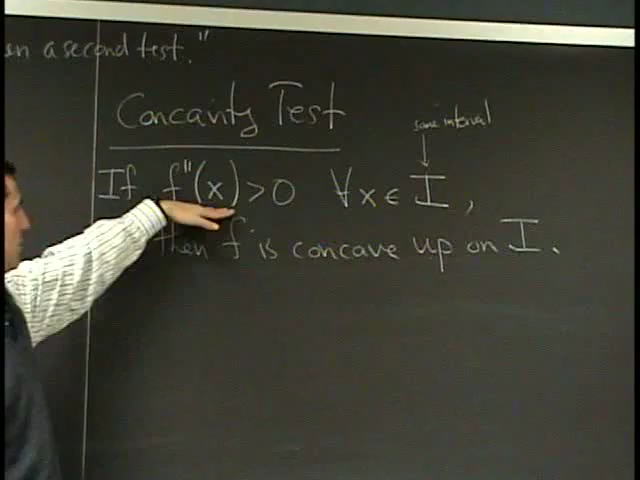 en a second test."
Concavity Test
some interval
If f"(x) > 0 ∀x ∈ I,
then f is concave up on I.